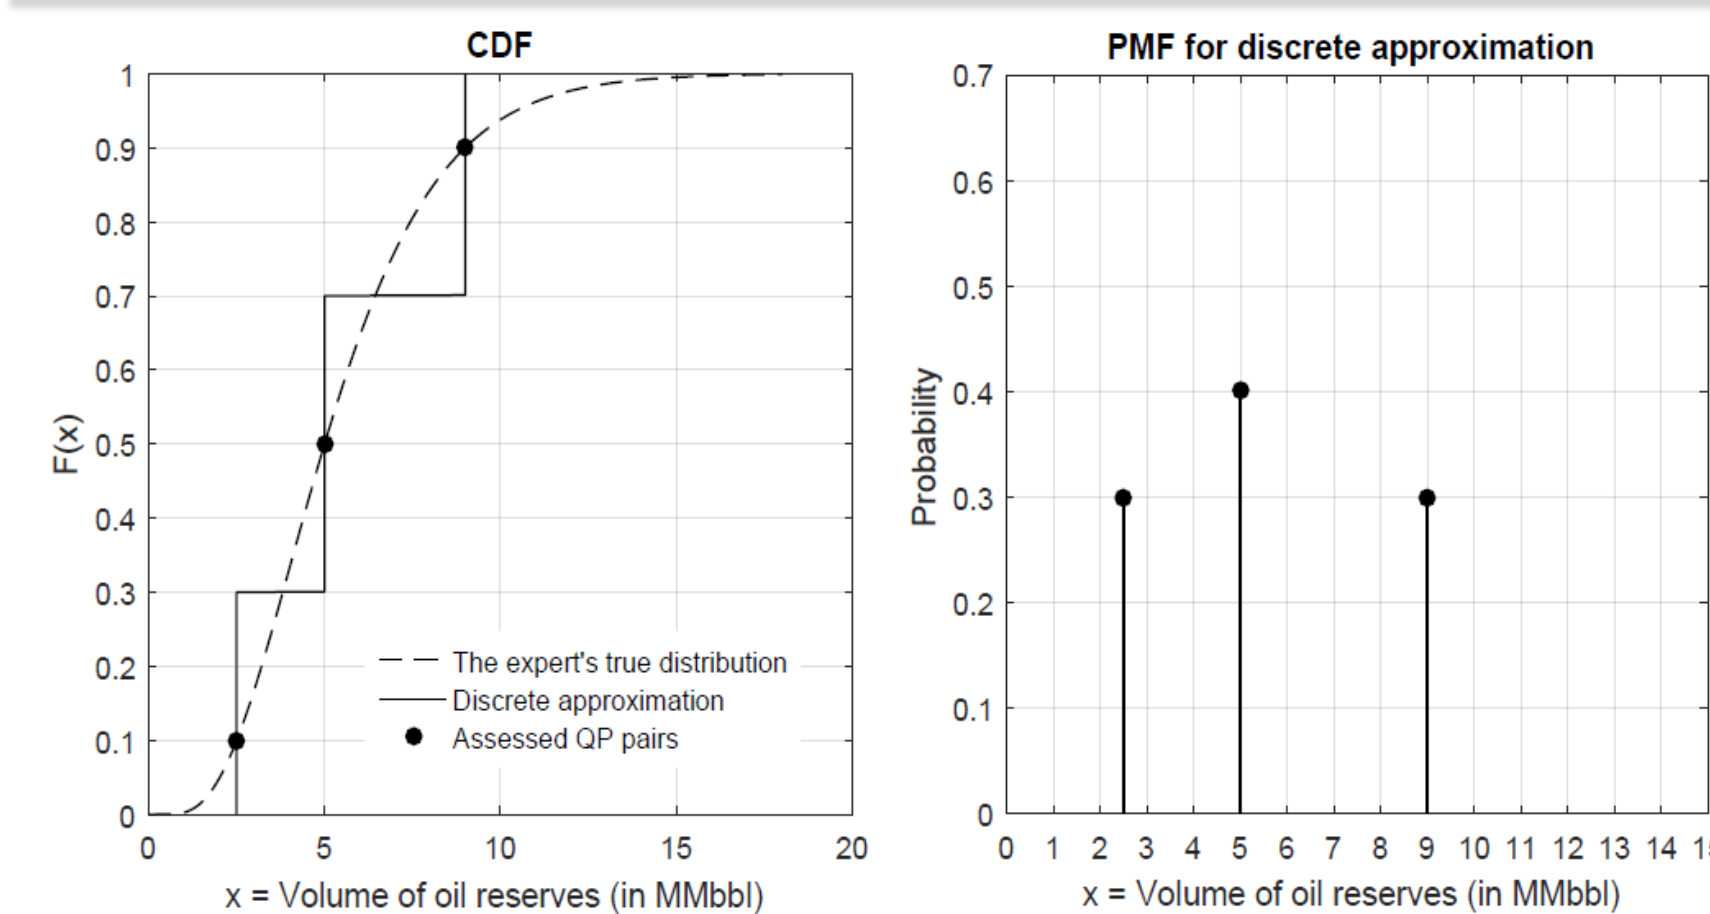 CDF
1
0.9
0.8
0.7
0.6
0.5
0.4
0.3
0.2
0.1
0
F(x)
The expert's true distribution
Discrete approximation
Assessed QP pairs
0 5 10 15 20
x = Volume of oil reserves (in MMbbl)
PMF for discrete approximation
0.7
0.6
0.5
0.4
0.3
0.2
0.1
0
Probability
0 1 2 3 4 5 6 7 8 9 10 11 12 13 14
x = Volume of oil reserves (in MMbbl)